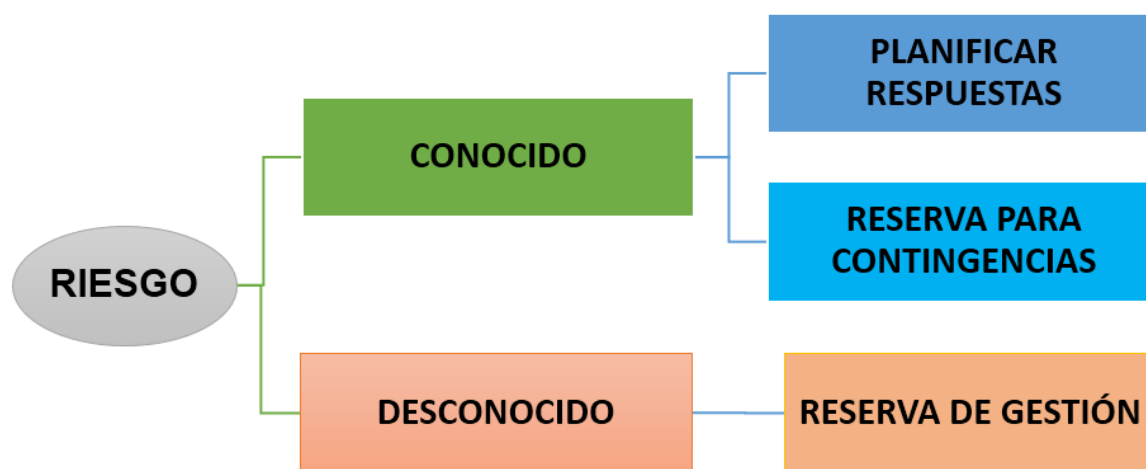 RIESGO
CONOCIDO
PLANIFICAR
RESPUESTAS
RESERVA PARA
CONTINGENCIAS
DESCONOCIDO
RESERVA DE GESTIÓN